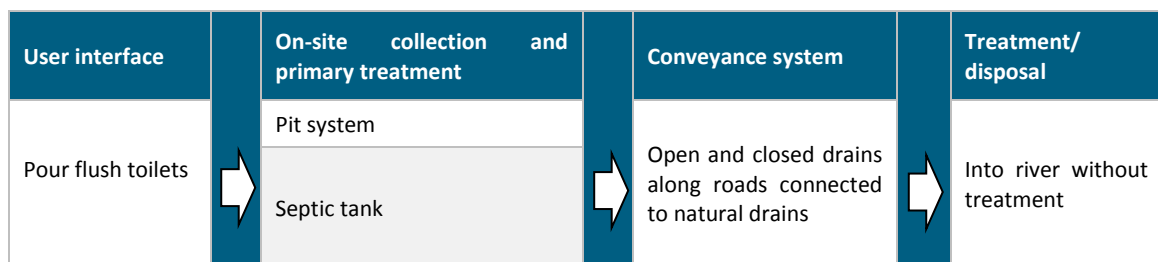 User interface
On-site collection and
primary treatment
Conveyance system
Treatment/
disposal
Pour flush toilets
Pit system
Septic tank
Open and closed drains
along roads connected
to natural drains
Into river without
treatment